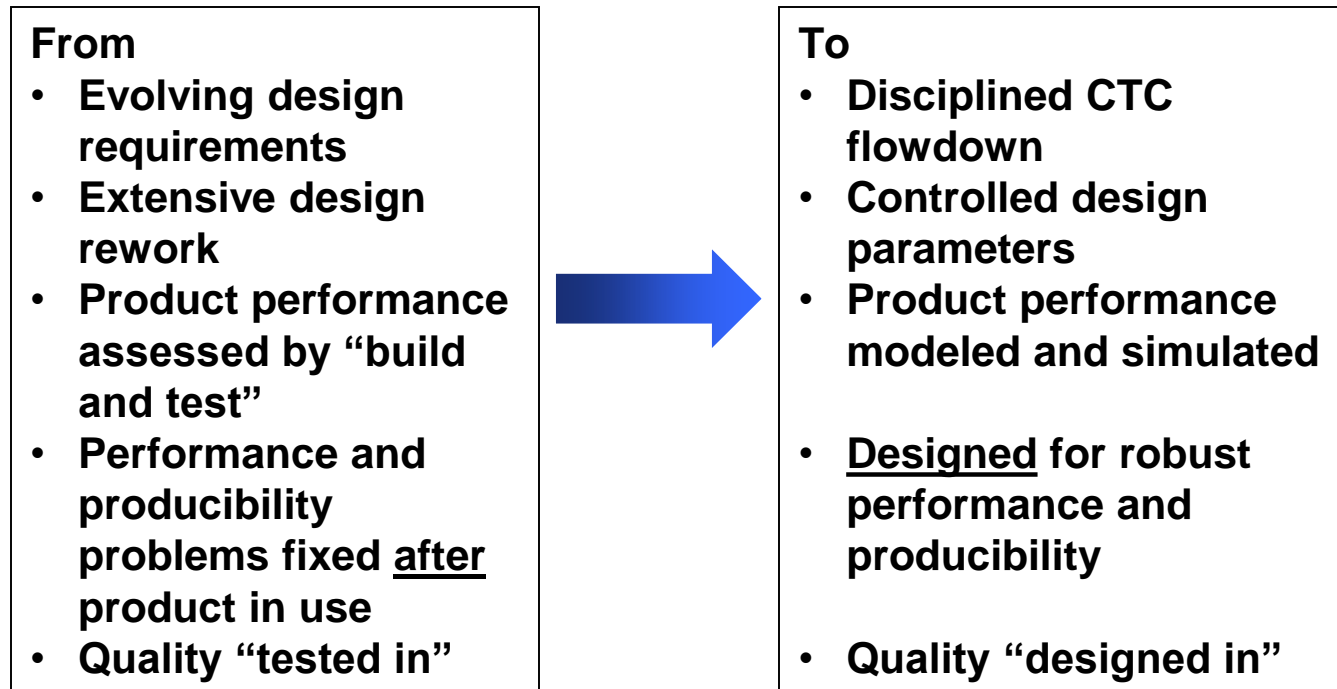 From
• Evolving design
requirements
• Extensive design
rework
• Product performance
assessed by “build
and test”
• Performance and
producibility
problems fixed after
product in use
• Quality “tested in”
To
• Disciplined CTC
flowdown
• Controlled design
parameters
• Product performance
modeled and simulated
• Designed for robust
performance and
producibility
• Quality “designed in”